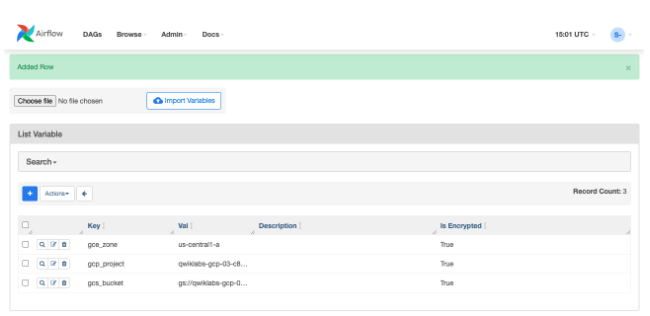 Airflow DAGs Browse Admin Docs 15:01 UTC S-
Added Row ×
Choose file No file chosen Import Variables
List Variable
Search
+ Actions Record Count: 3
Key Val Description Is Encrypted
gce_zone us-central1-a True
gcp_project qwiklabs-gcp-03-c8... True
gcs_bucket gs://qwiklabs-gcp-0... True